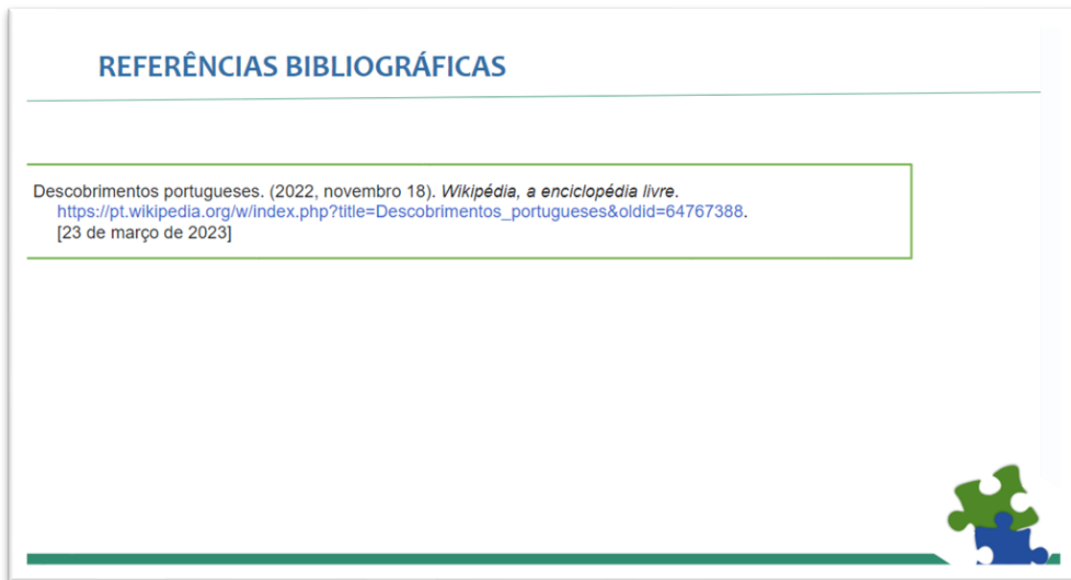 REFERÊNCIAS BIBLIOGRÁFICAS
Descobrimentos portugueses. (2022, novembro 18). Wikipédia, a enciclopédia livre.
https://pt.wikipedia.org/w/index.php?title=Descobrimentos_portugueses&oldid=64767388.
[23 de março de 2023]